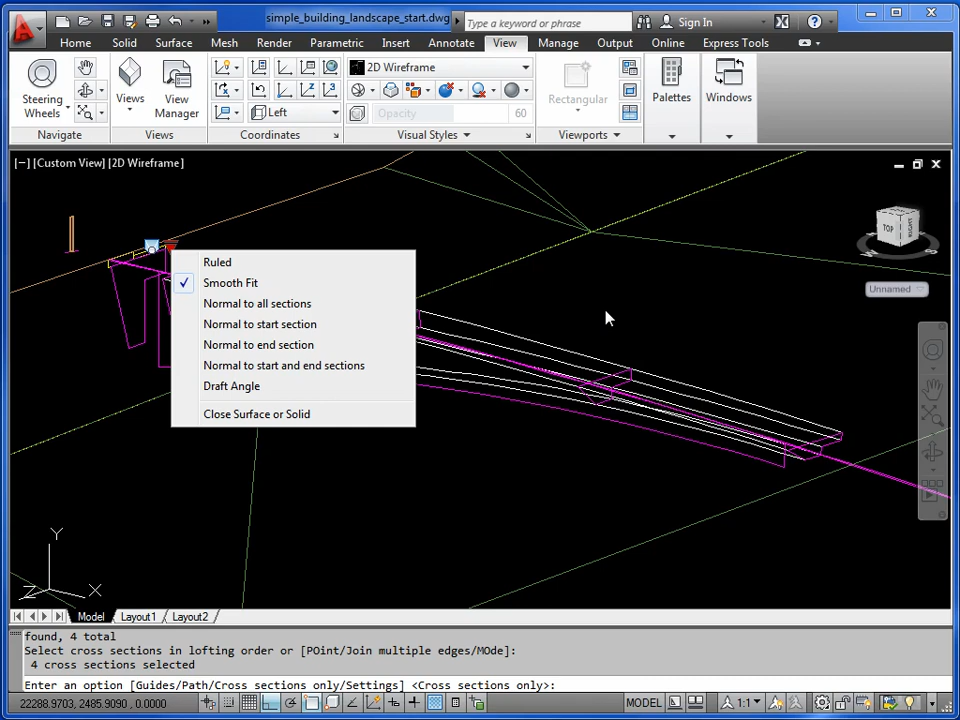 simple_building_landscape_start.dwg
Type a keyword or phrase
Sign In
Home Solid Surface Mesh Render Parametric Insert Annotate View Manage Output Online Express Tools
Steering Wheels
Views
View Manager
Left
2D Wireframe
Opacity 60
Rectangular
Palettes
Windows
Navigate Views Coordinates Visual Styles Viewports
[−] [Custom View] [2D Wireframe]
TOP
Unnamed
Ruled
Smooth Fit
Normal to all sections
Normal to start section
Normal to end section
Normal to start and end sections
Draft Angle
Close Surface or Solid
Y
Z X
Model Layout1 Layout2
found, 4 total
Select cross sections in lofting order or [POint/Join multiple edges/MOde]:
4 cross sections selected
Enter an option [Guides/Path/Cross sections only/Settings] <Cross sections only>:
22288.9703, 2485.9090, 0.0000
MODEL
1:1